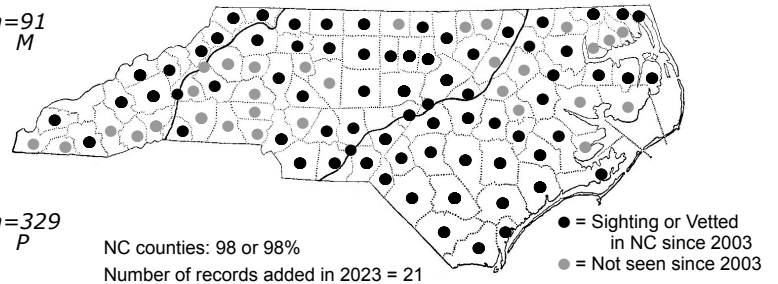 n=91
M
n=329
P
NC counties: 98 or 98%
Number of records added in 2023 = 21
● = Sighting or Vetted
in NC since 2003
● = Not seen since 2003